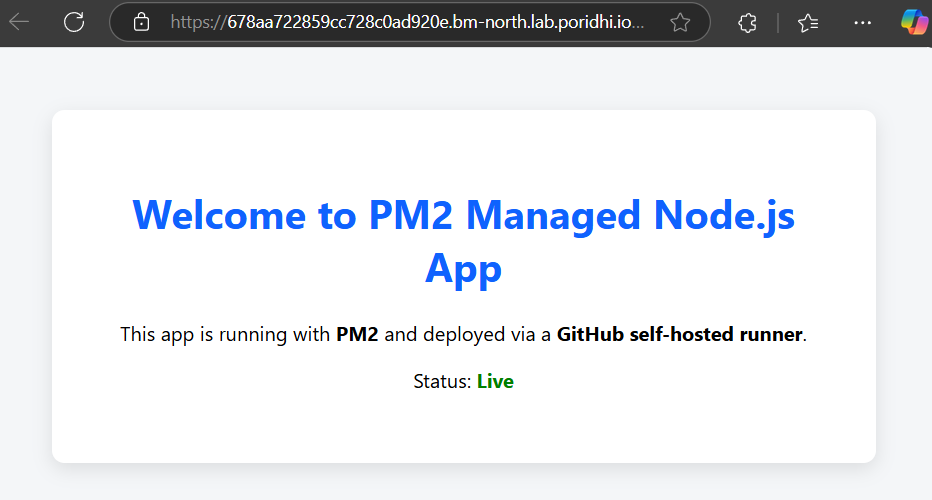 https://678aa722859cc728c0ad920e.bm-north.lab.poridhi.io...
Welcome to PM2 Managed Node.js
App
This app is running with PM2 and deployed via a GitHub self-hosted runner.
Status: Live